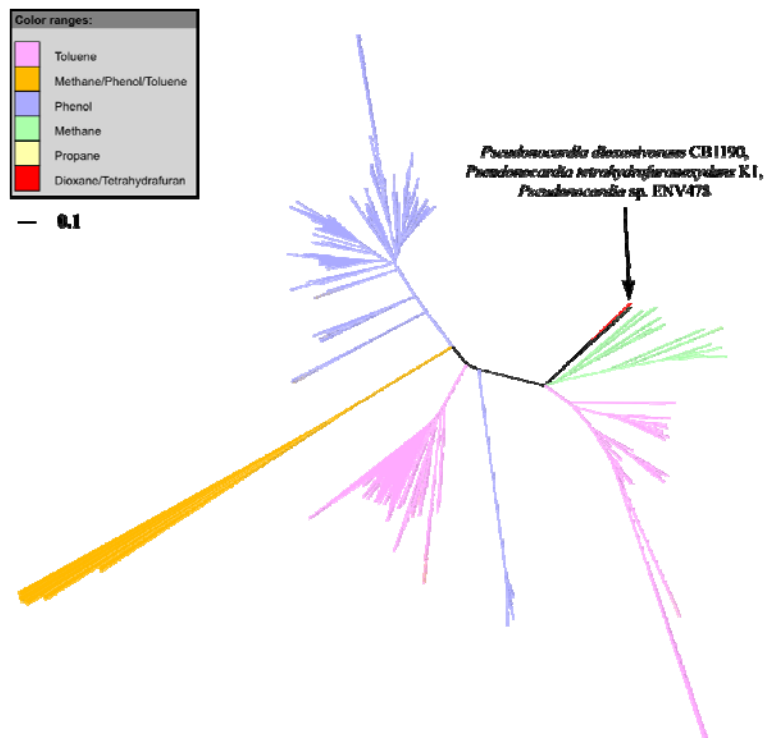 Color ranges:
Toluene
Methane/Phenol/Toluene
Phenol
Methane
Propane
Dioxane/Tetrahydrafuran
0.1
Pseudonocardia dioxanivorans CB1190,
Pseudonocardia tetrahydrofuranoxydans K1,
Pseudonocardia sp. ENV478